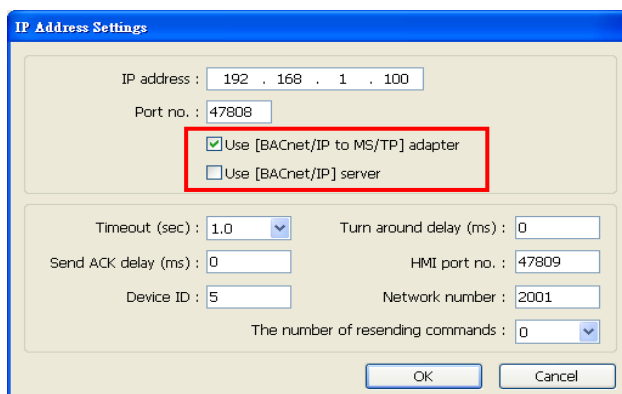 IP Address Settings
IP address : 192 . 168 . 1 . 100
Port no. : 47808
Use [BACnet/IP to MS/TP] adapter
Use [BACnet/IP] server
Timeout (sec) : 1.0 Turn around delay (ms) : 0
Send ACK delay (ms) : 0 HMI port no. : 47809
Device ID : 5 Network number : 2001
The number of resending commands : 0
OK Cancel